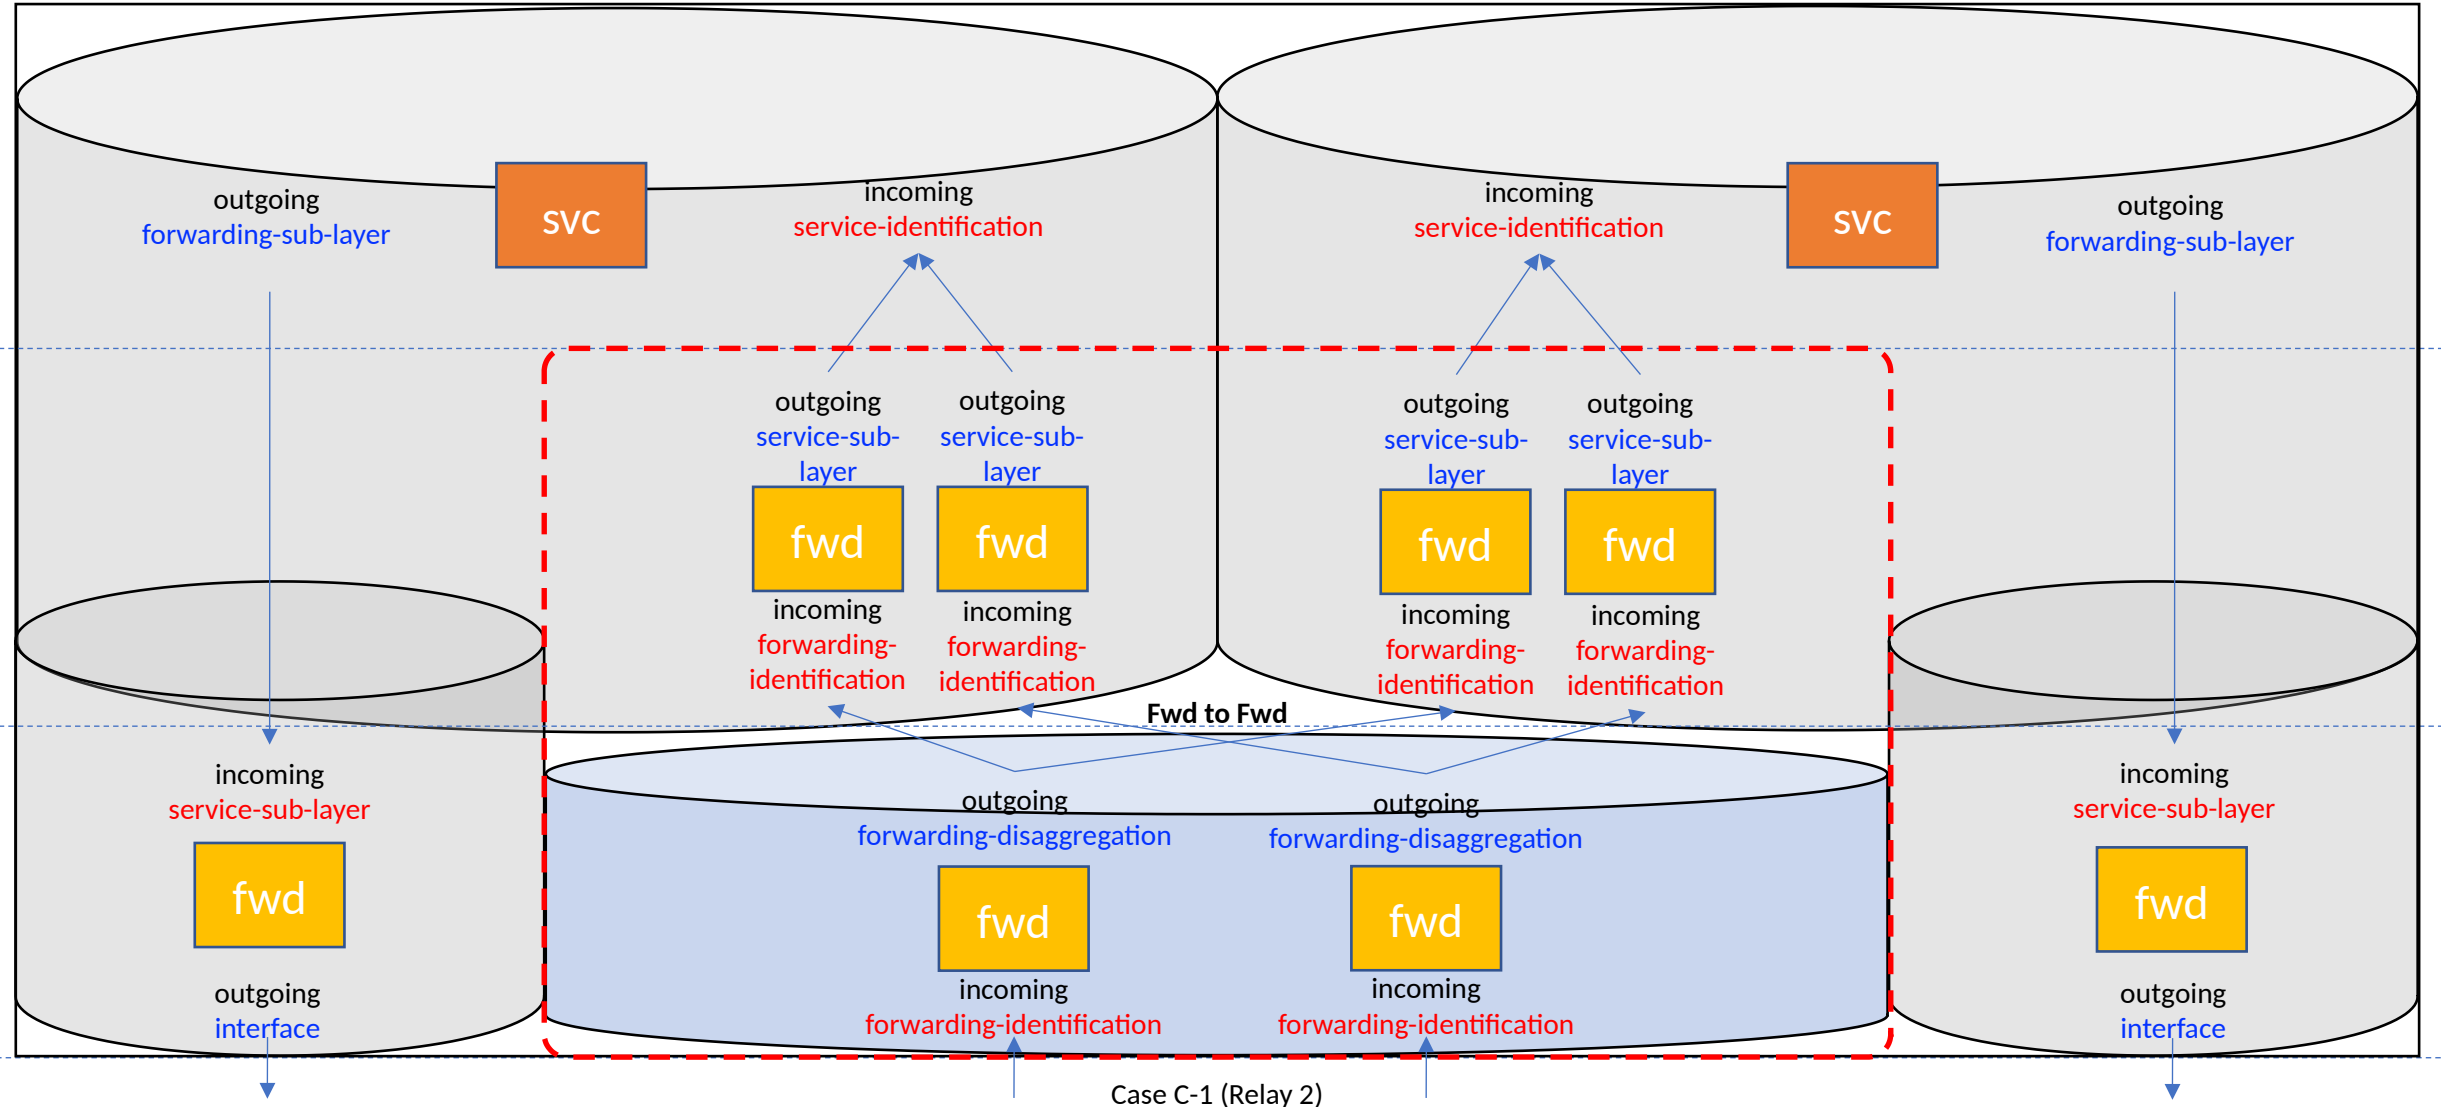 outgoing
forwarding-sub-layer
svc
incoming
service-identification
incoming
service-identification
svc
outgoing
forwarding-sub-layer
outgoing
service-sub-
layer
fwd
incoming
forwarding-
identification
outgoing
service-sub-
layer
fwd
incoming
forwarding-
identification
outgoing
service-sub-
layer
fwd
incoming
forwarding-
identification
outgoing
service-sub-
layer
fwd
incoming
forwarding-
identification
Fwd to Fwd
incoming
service-sub-layer
fwd
outgoing
interface
outgoing
forwarding-disaggregation
fwd
incoming
forwarding-identification
outgoing
forwarding-disaggregation
fwd
incoming
forwarding-identification
incoming
service-sub-layer
fwd
outgoing
interface
Case C-1 (Relay 2)